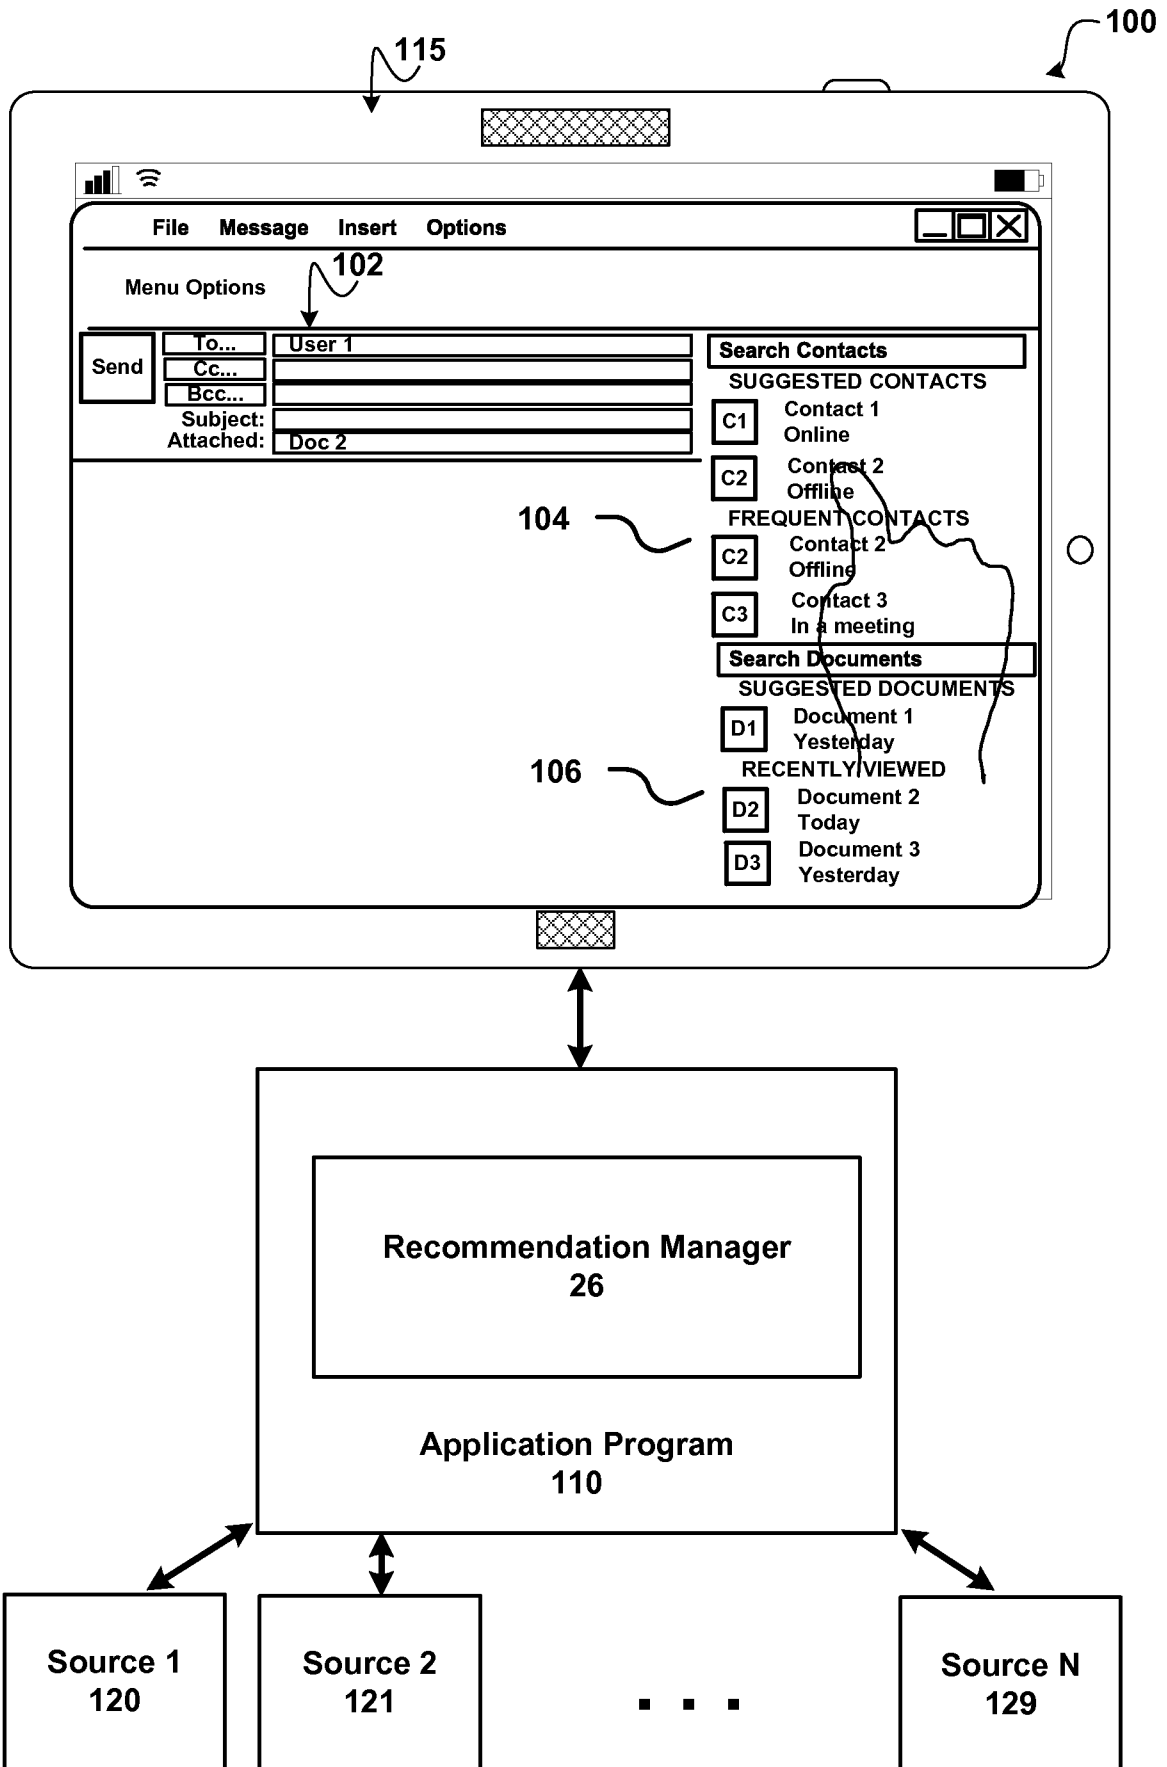 100
115
File Message Insert Options
102
Menu Options
Send
To... User 1
Cc...
Bcc...
Subject:
Attached: Doc 2
Search Contacts
SUGGESTED CONTACTS
C1 Contact 1
Online
C2 Contact 2
Offline
104
FREQUENT CONTACTS
C2 Contact 2
Offline
C3 Contact 3
In a meeting
Search Documents
SUGGESTED DOCUMENTS
D1 Document 1
Yesterday
106
RECENTLY VIEWED
D2 Document 2
Today
D3 Document 3
Yesterday
Recommendation Manager
26
Application Program
110
Source 1
120
Source 2
121
. . .
Source N
129